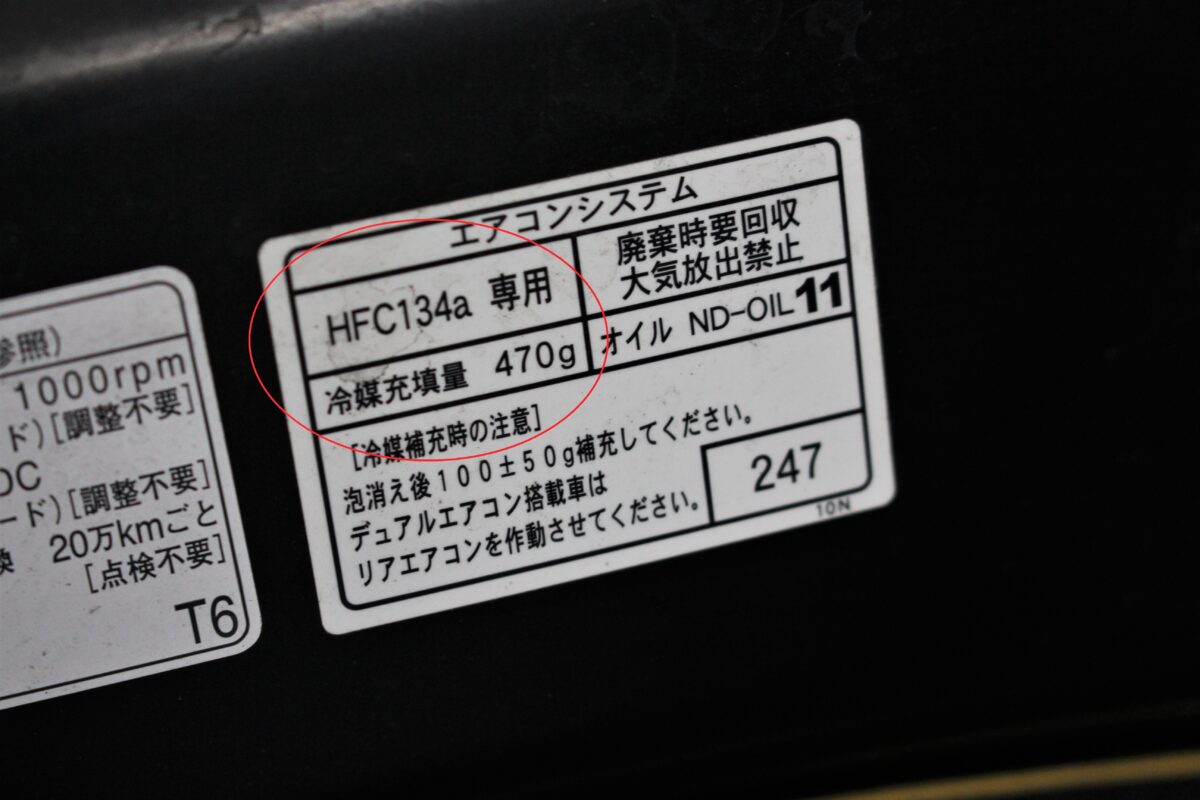 参照)
1000rpm
ド)[調整不要]
DC
ード)[調整不要]
換 20万kmごと
[点検不要]
T6
エアコンシステム
HFC134a 専用
廃棄時要回収
大気放出禁止
冷媒充填量 470g
オイル ND-OIL11
[冷媒補充時の注意]
泡消え後100±50g補充してください。
デュアルエアコン搭載車は
リアエアコンを作動させてください。
247
10N